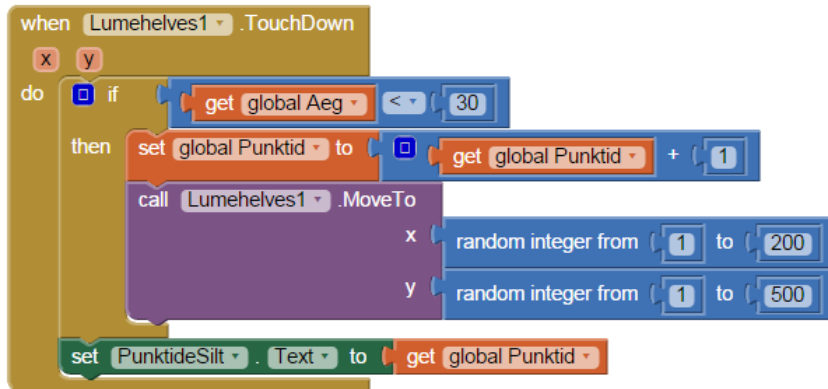 when Lumehelves1 .TouchDown
x y
do if get global Aeg < 30
then set global Punktid to get global Punktid + 1
call Lumehelves1 .MoveTo
x random integer from 1 to 200
y random integer from 1 to 500
set PunktideSilt . Text to get global Punktid